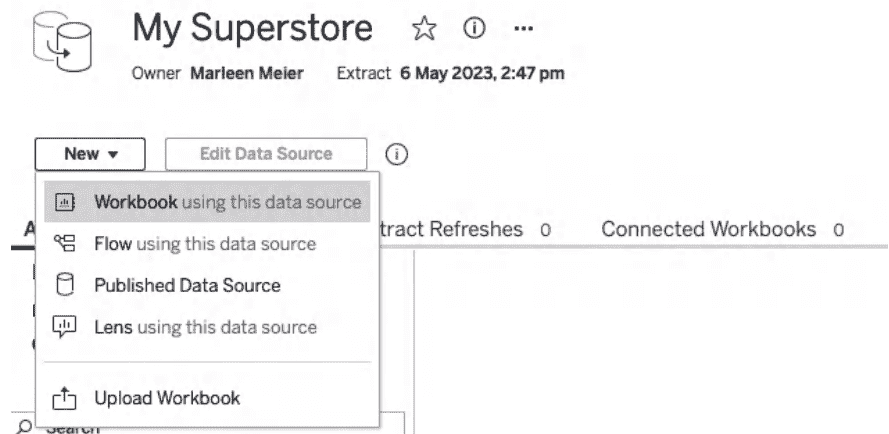 My Superstore
Owner Marleen Meier Extract 6 May 2023, 2:47 pm
New Edit Data Source
Workbook using this data source
tract Refreshes 0 Connected Workbooks 0
Flow using this data source
Published Data Source
Lens using this data source
Upload Workbook
Search